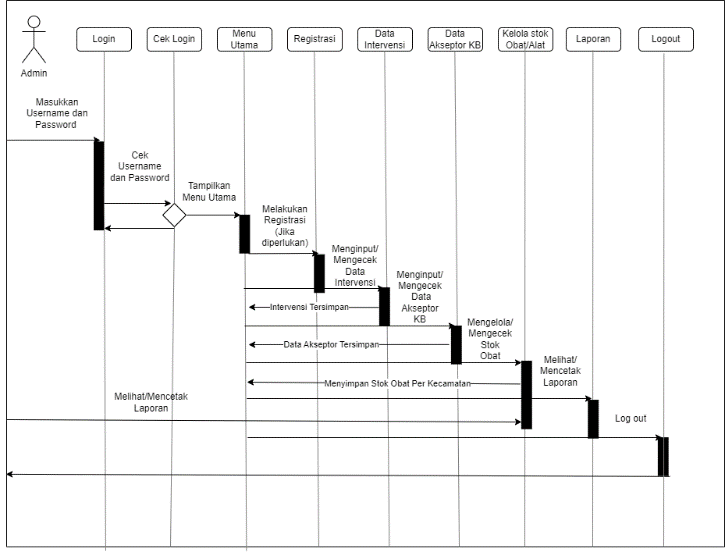 Login
Cek Login
Menu
Utama
Registrasi
Data
Intervensi
Data
Akseptor KB
Kelola stok
Obat/Alat
Laporan
Logout
Admin
Masukkan
Username dan
Password
Cek
Username
dan Password
Tampilkan
Menu Utama
Melakukan
Registrasi
(Jika
diperlukan)
Menginput/
Mengecek
Data
Intervensi
Menginput/
Mengecek
Data
Akseptor
KB
Intervensi Tersimpan
Mengelola/
Mengecek
Stok
Obat
Data Akseptor Tersimpan
Melihat/
Mencetak
Laporan
Menyimpan Stok Obat Per Kecamatan
Melihat/Mencetak
Laporan
Log out